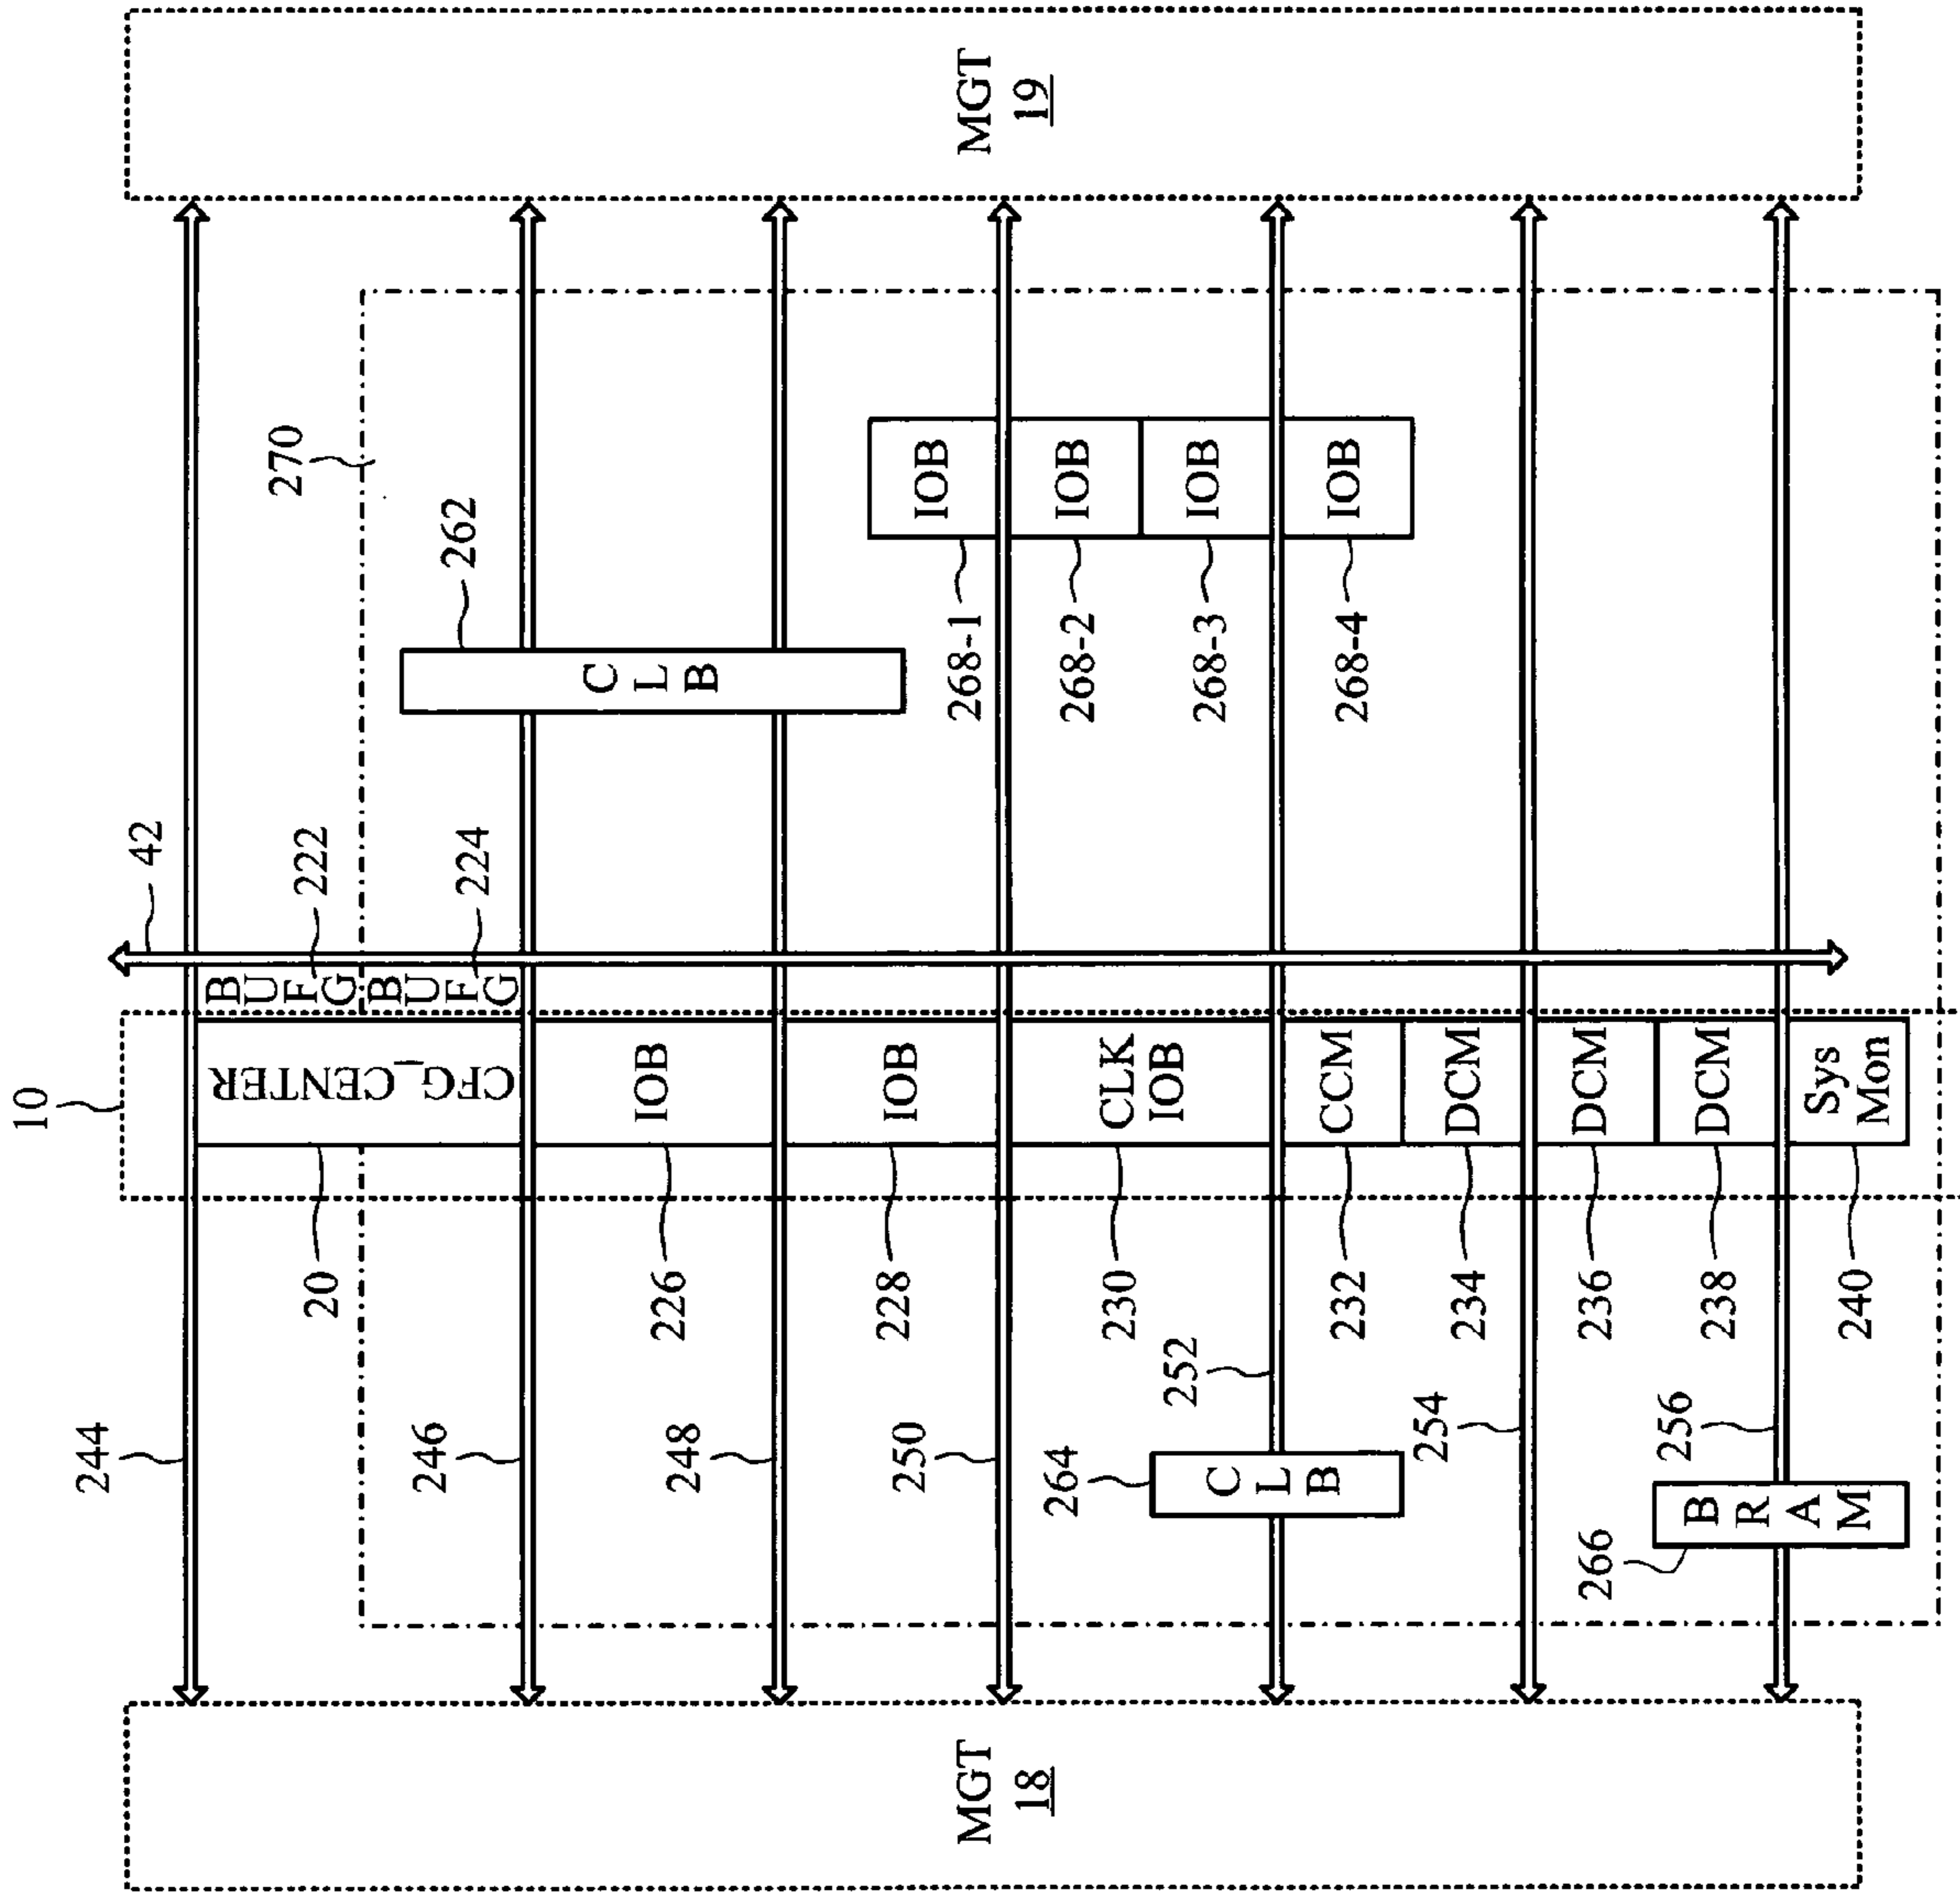 MGT
19
270
262
42
222
224
B
U
F
G
B
U
F
G
C
L
B
IOB
IOB
IOB
IOB
268-1
268-2
268-3
268-4
10
CFG_CENTER
IOB
IOB
CLK
IOB
CCM
DCM
DCM
DCM
Sys
Mon
20
226
228
230
232
234
236
238
240
244
246
248
250
252
254
256
264
C
L
B
266
B
R
A
M
MGT
18